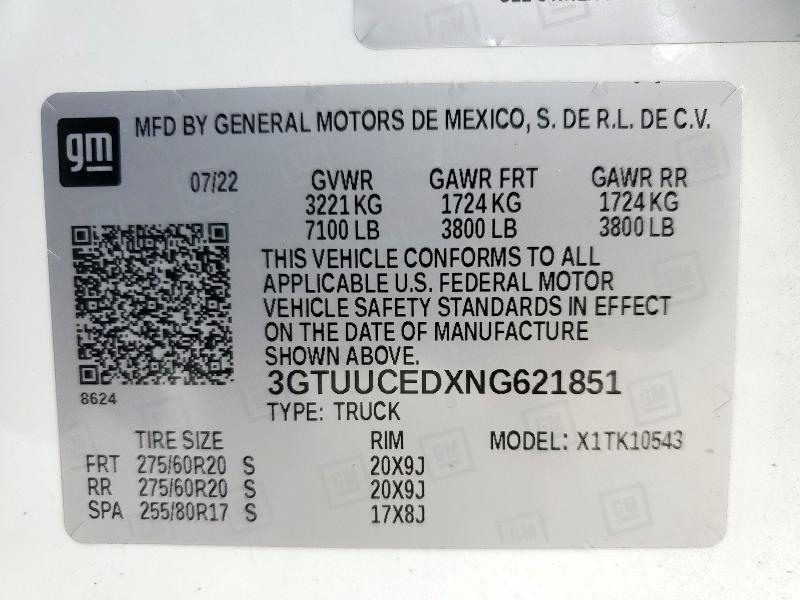 gm
MFD BY GENERAL MOTORS DE MEXICO, S. DE R.L. DE C.V.
07/22 GVWR GAWR FRT GAWR RR
3221 KG 1724 KG 1724 KG
7100 LB 3800 LB 3800 LB
THIS VEHICLE CONFORMS TO ALL
APPLICABLE U.S. FEDERAL MOTOR
VEHICLE SAFETY STANDARDS IN EFFECT
ON THE DATE OF MANUFACTURE
SHOWN ABOVE.
3GTUUCEDXNG621851
8624
TYPE: TRUCK
TIRE SIZE RIM MODEL: X1TK10543
FRT 275/60R20 S 20X9J
RR 275/60R20 S 20X9J
SPA 255/80R17 S 17X8J